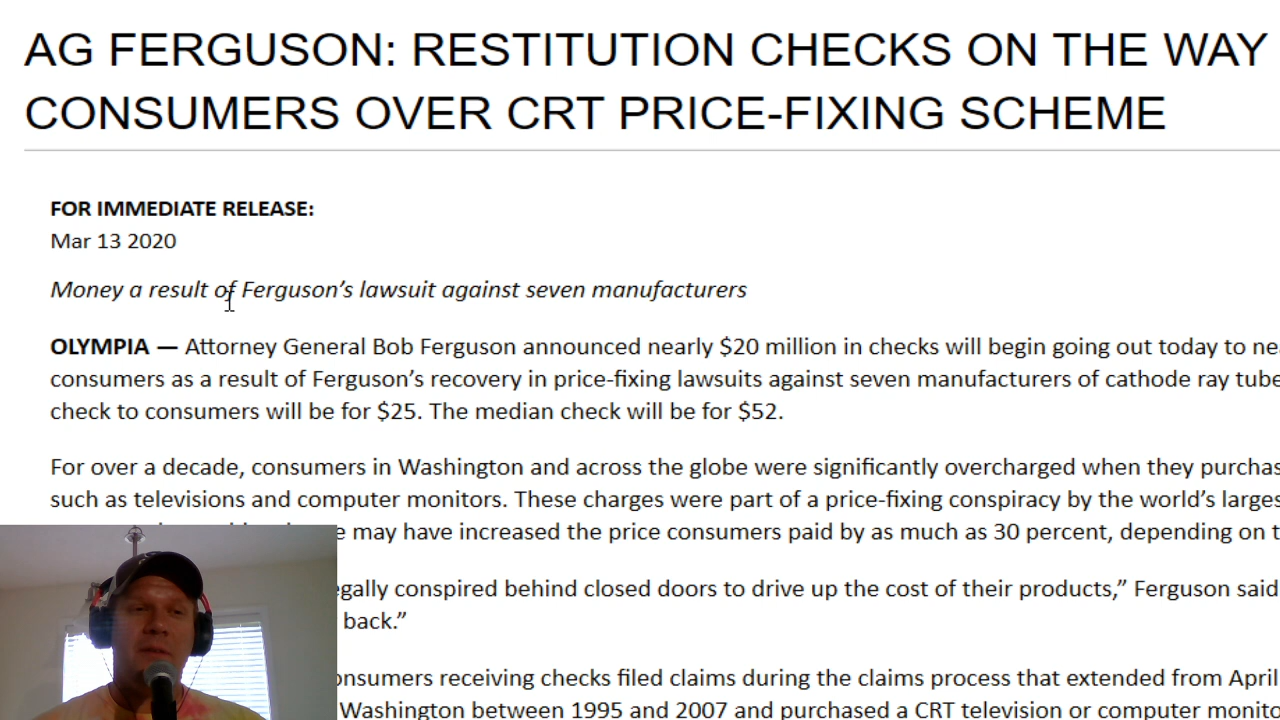 AG FERGUSON: RESTITUTION CHECKS ON THE WAY
CONSUMERS OVER CRT PRICE-FIXING SCHEME
FOR IMMEDIATE RELEASE:
Mar 13 2020
Money a result of Ferguson’s lawsuit against seven manufacturers
OLYMPIA — Attorney General Bob Ferguson announced nearly $20 million in checks will begin going out today to
consumers as a result of Ferguson’s recovery in price-fixing lawsuits against seven manufacturers of cathode ray tube
check to consumers will be for $25. The median check will be for $52.
For over a decade, consumers in Washington and across the globe were significantly overcharged when they
such as televisions and computer monitors. These charges were part of a price-fixing conspiracy by the world’s
may have increased the price consumers paid by as much as 30 percent, depending on
conspired behind closed doors to drive up the cost of their products,” Ferguson said
back.”
receiving checks filed claims during the claims process that extended from April
Washington between 1995 and 2007 and purchased a CRT television or computer